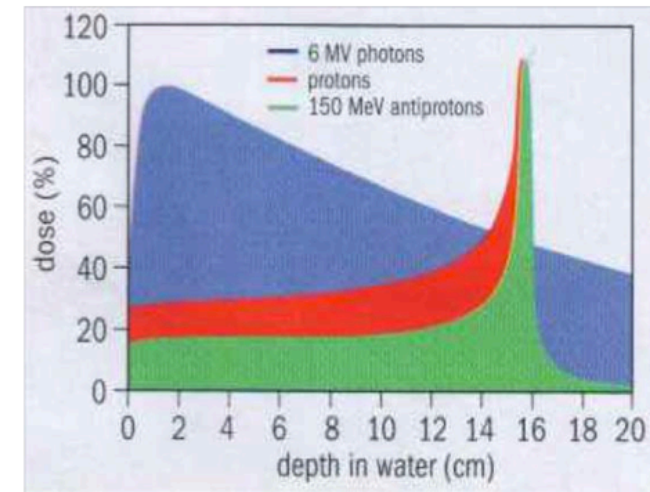 120
100
80
60
40
20
0
dose (%)
6 MV photons
protons
150 MeV antiprotons
0 2 4 6 8 10 12 14 16 18 20
depth in water (cm)